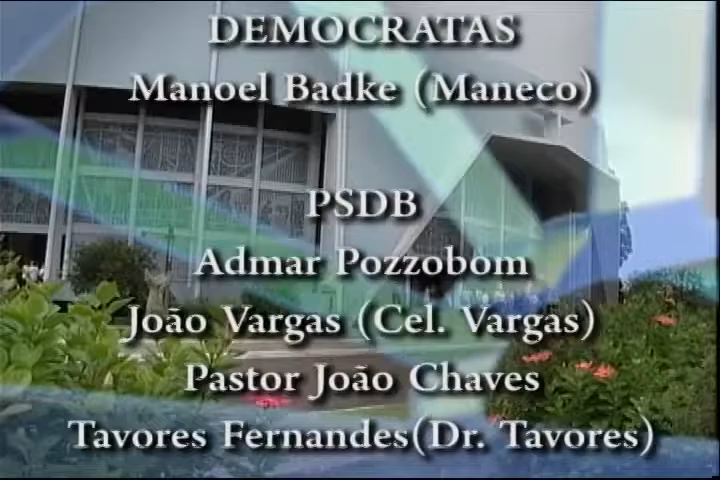 DEMOCRATAS
Manoel Badke (Maneco)
PSDB
Admar Pozzobom
João Vargas (Cel. Vargas)
Pastor João Chaves
Tavores Fernandes(Dr. Tavores)